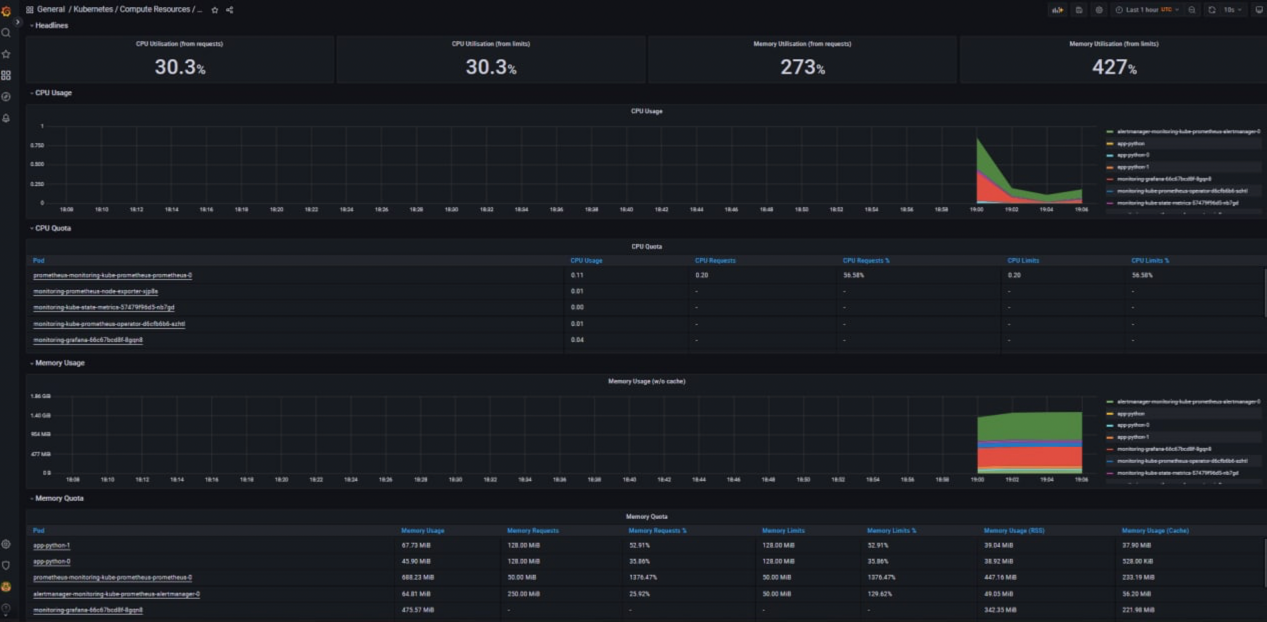 General / Kubernetes / Compute Resources / ...
Last 1 hour UTC
10s
Headlines
CPU Utilisation (from requests)
30.3%
CPU Utilisation (from limits)
30.3%
Memory Utilisation (from requests)
273%
Memory Utilisation (from limits)
427%
CPU Usage
CPU Usage
1
0.750
0.500
0.250
0
18:08 18:10 18:12 18:14 18:16 18:18 18:20 18:22 18:24 18:26 18:28 18:30 18:32 18:34 18:36 18:38 18:40 18:42 18:44 18:46 18:48 18:50 18:52 18:54 18:56 18:58 19:00 19:02 19:04 19:06
alertmanager-monitoring-kube-prometheus-alertmanager-0
app-python
app-python-0
app-python-1
monitoring-grafana-66c67bcd8f-8gqn8
monitoring-kube-prometheus-operator-d6cfb6b6-azhtl
monitoring-kube-state-metrics-57479f96d5-nb7gd
CPU Quota
CPU Quota
Pod CPU Usage CPU Requests CPU Requests % CPU Limits CPU Limits %
prometheus-monitoring-kube-prometheus-prometheus-0 0.11 0.20 56.58% 0.20 56.58%
monitoring-prometheus-node-exporter-sjp8s 0.01 - - - -
monitoring-kube-state-metrics-57479f96d5-nb7gd 0.00 - - - -
monitoring-kube-prometheus-operator-d6cfb6b6-azhtl 0.01 - - - -
monitoring-grafana-66c67bcd8f-8gqn8 0.04 - - - -
Memory Usage
Memory Usage (w/o cache)
1.86 GiB
1.40 GiB
954 MiB
477 MiB
0 B
18:08 18:10 18:12 18:14 18:16 18:18 18:20 18:22 18:24 18:26 18:28 18:30 18:32 18:34 18:36 18:38 18:40 18:42 18:44 18:46 18:48 18:50 18:52 18:54 18:56 18:58 19:00 19:02 19:04 19:06
alertmanager-monitoring-kube-prometheus-alertmanager-0
app-python
app-python-0
app-python-1
monitoring-grafana-66c67bcd8f-8gqn8
monitoring-kube-prometheus-operator-d6cfb6b6-azhtl
monitoring-kube-state-metrics-57479f96d5-nb7gd
Memory Quota
Memory Quota
Pod Memory Usage Memory Requests Memory Requests % Memory Limits Memory Limits % Memory Usage (RSS) Memory Usage (Cache)
app-python-1 67.73 MiB 128.00 MiB 52.91% 128.00 MiB 52.91% 39.04 MiB 37.90 MiB
app-python-0 45.90 MiB 128.00 MiB 35.86% 128.00 MiB 35.86% 38.92 MiB 528.00 KiB
prometheus-monitoring-kube-prometheus-prometheus-0 688.23 MiB 50.00 MiB 1376.47% 50.00 MiB 1376.47% 447.16 MiB 233.19 MiB
alertmanager-monitoring-kube-prometheus-alertmanager-0 64.81 MiB 250.00 MiB 25.92% 50.00 MiB 129.62% 49.05 MiB 56.20 MiB
monitoring-grafana-66c67bcd8f-8gqn8 475.57 MiB - - - - 342.35 MiB 221.98 MiB